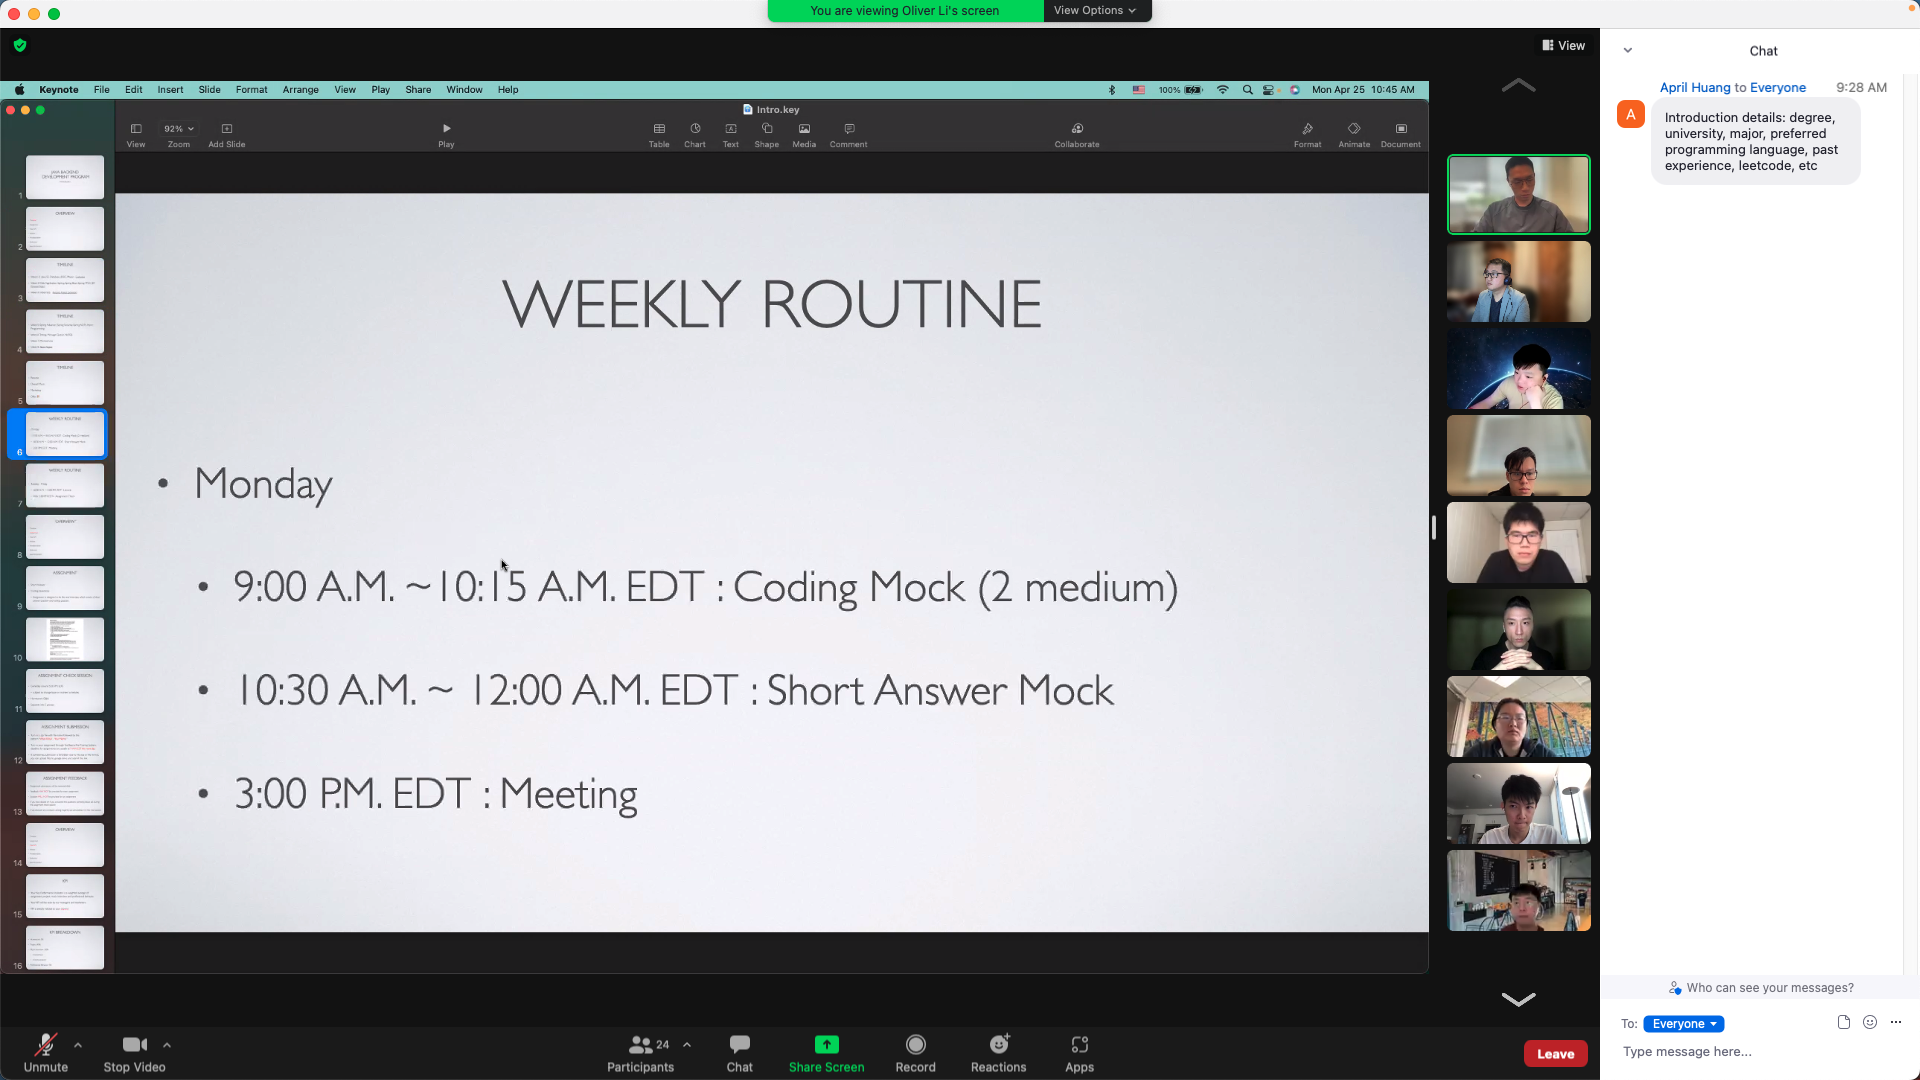 You are viewing Oliver Li's screen
View Options
View
Chat
Keynote File Edit Insert Slide Format Arrange View Play Share Window Help
100%
Mon Apr 25 10:45 AM
Intro.key
92%
View
Zoom
Add Slide
Play
Table
Chart
Text
Shape
Media
Comment
Collaborate
Format
Animate
Document
1
2
3
4
5
6
7
8
9
10
11
12
13
14
15
16
WEEKLY ROUTINE
• Monday
• 9:00 A.M. ~10:15 A.M. EDT : Coding Mock (2 medium)
• 10:30 A.M. ~ 12:00 A.M. EDT : Short Answer Mock
• 3:00 P.M. EDT : Meeting
April Huang to Everyone 9:28 AM
A
Introduction details: degree,
university, major, preferred
programming language, past
experience, leetcode, etc
Who can see your messages?
To: Everyone
Type message here...
Unmute
Stop Video
24
Participants
Chat
Share Screen
Record
Reactions
Apps
Leave